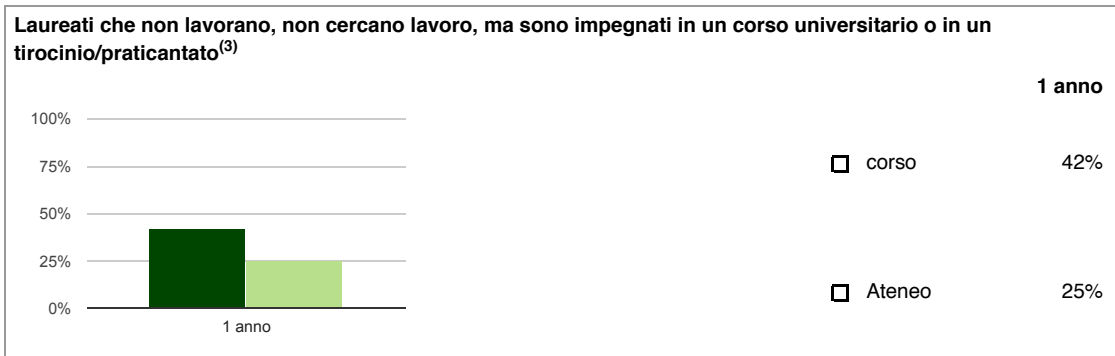 Laureati che non lavorano, non cercano lavoro, ma sono impegnati in un corso universitario o in un
tirocinio/praticantato(3)
1 anno
100%
75%
50%
25%
0%
1 anno
corso 42%
Ateneo 25%